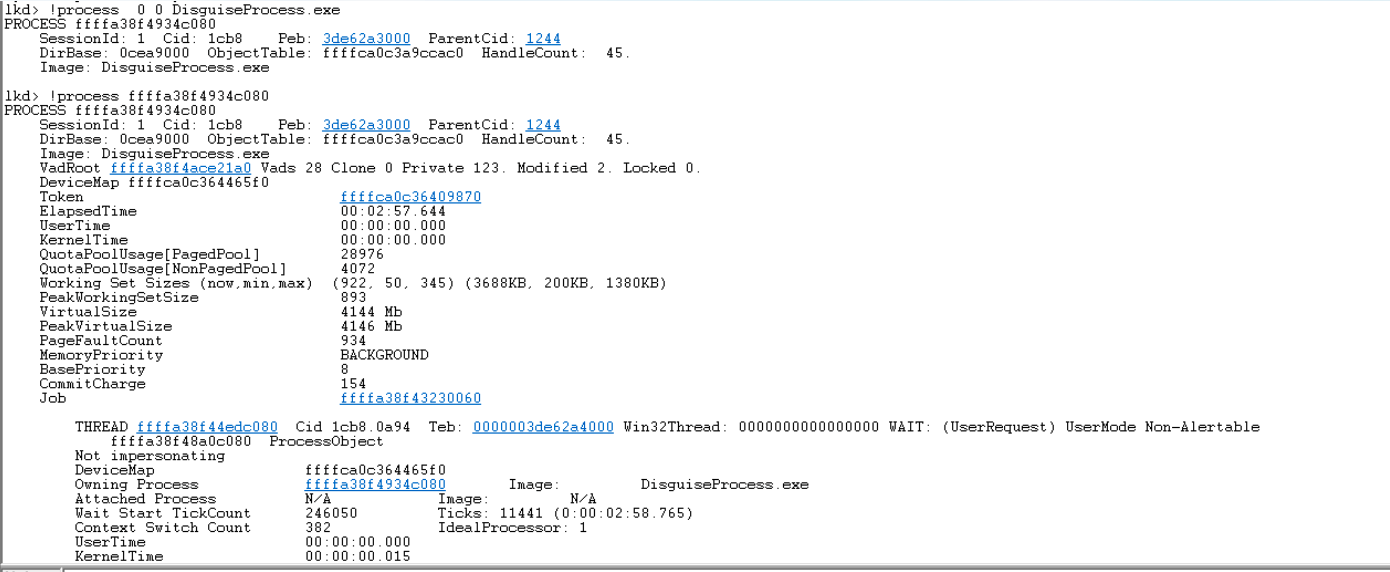 lkd> !process  0 0 DisguiseProcess.exe
PROCESS ffffa38f4934c080
    SessionId: 1  Cid: 1cb8    Peb: 3de62a3000  ParentCid: 1244
    DirBase: 0cea9000  ObjectTable: ffffca0c3a9ccac0  HandleCount:  45.
    Image: DisguiseProcess.exe

lkd> !process ffffa38f4934c080
PROCESS ffffa38f4934c080
    SessionId: 1  Cid: 1cb8    Peb: 3de62a3000  ParentCid: 1244
    DirBase: 0cea9000  ObjectTable: ffffca0c3a9ccac0  HandleCount:  45.
    Image: DisguiseProcess.exe
    VadRoot ffffa38f4ace21a0 Vads 28 Clone 0 Private 123. Modified 2. Locked 0.
    DeviceMap ffffca0c364465f0
    Token                             ffffca0c36409870
    ElapsedTime                       00:02:57.644
    UserTime                          00:00:00.000
    KernelTime                        00:00:00.000
    QuotaPoolUsage[PagedPool]         28976
    QuotaPoolUsage[NonPagedPool]      4072
    Working Set Sizes (now,min,max)  (922, 50, 345) (3688KB, 200KB, 1380KB)
    PeakWorkingSetSize                893
    VirtualSize                       4144 Mb
    PeakVirtualSize                   4146 Mb
    PageFaultCount                    934
    MemoryPriority                    BACKGROUND
    BasePriority                      8
    CommitCharge                      154
    Job                               ffffa38f43230060

        THREAD ffffa38f44edc080  Cid 1cb8.0a94  Teb: 0000003de62a4000 Win32Thread: 0000000000000000 WAIT: (UserRequest) UserMode Non-Alertable
            ffffa38f48a0c080  ProcessObject
        Not impersonating
        DeviceMap                 ffffca0c364465f0
        Owning Process            ffffa38f4934c080       Image:         DisguiseProcess.exe
        Attached Process          N/A            Image:         N/A
        Wait Start TickCount      246050         Ticks: 11441 (0:00:02:58.765)
        Context Switch Count      382            IdealProcessor: 1
        UserTime                  00:00:00.000
        KernelTime                00:00:00.015